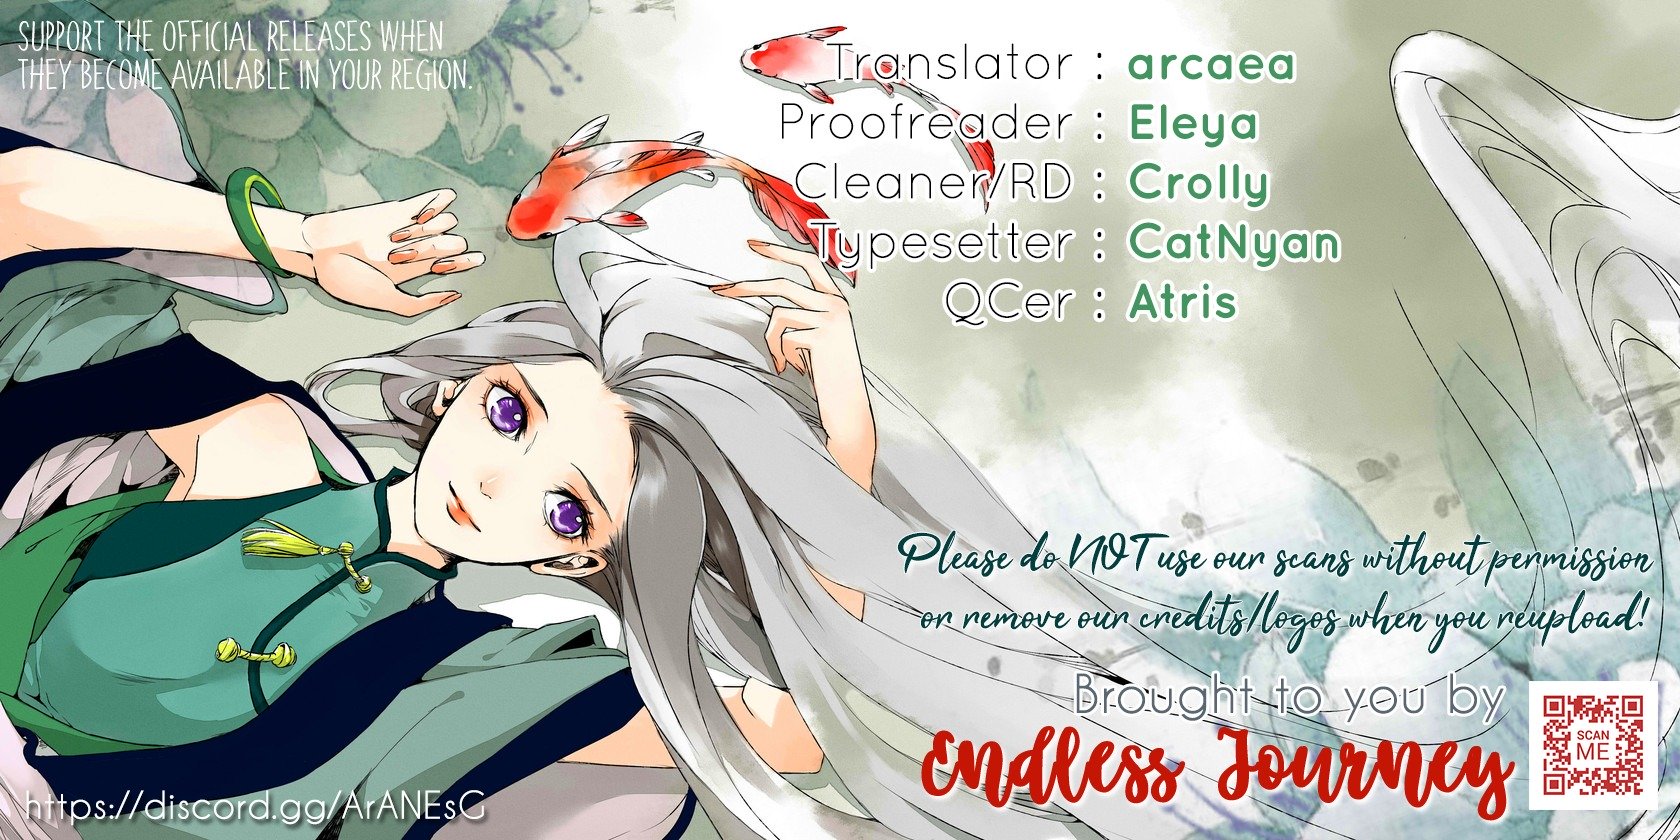 SUPPORT THE OFFICIAL RELEASES WHEN
THEY BECOME AVAILABLE IN YOUR REGION.
Translator : arcaea
Proofreader : Eleya
Cleaner/RD : Crolly
Typesetter : CatNyan
QCer : Atris
Please do NOT use our scans without permission
or remove our credits/logos when you reupload!
Brought to you by
Endless Journey
SCAN
ME
https://discord.gg/ArANEsG